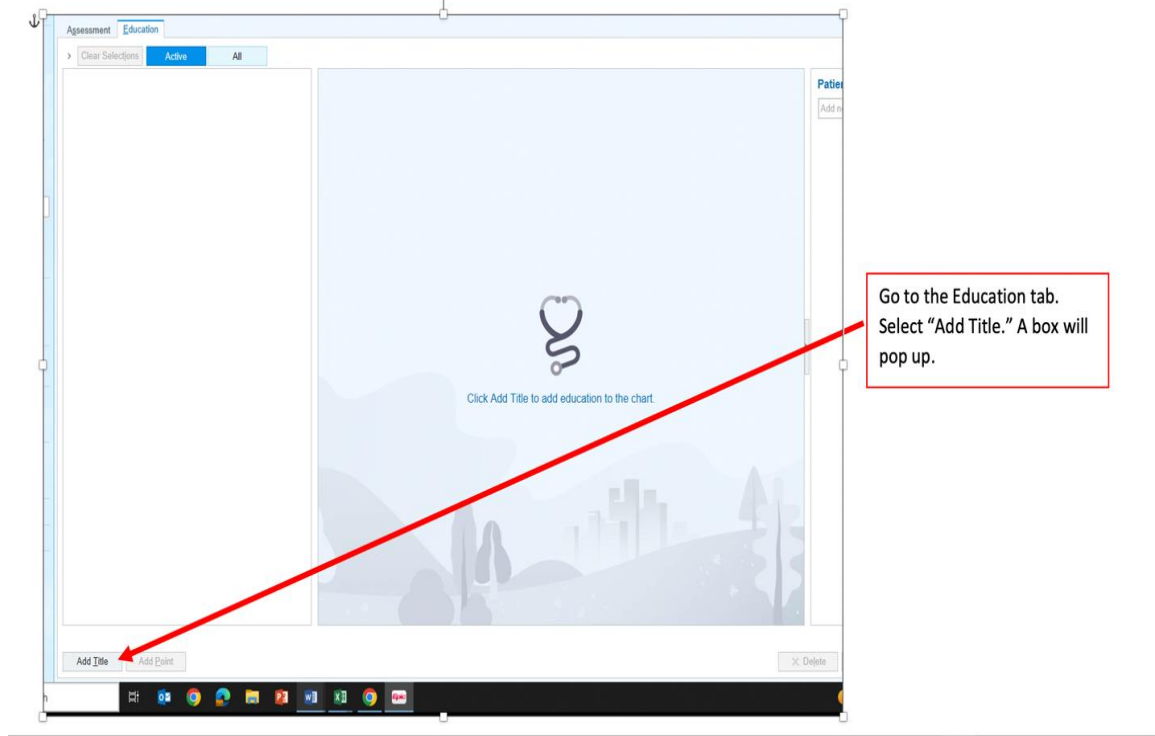 Assessment Education
Clear Selections Active All
Patien
Add n
Go to the Education tab.
Select “Add Title.” A box will
pop up.
Click Add Title to add education to the chart.
Add Title Add Point Delete
h